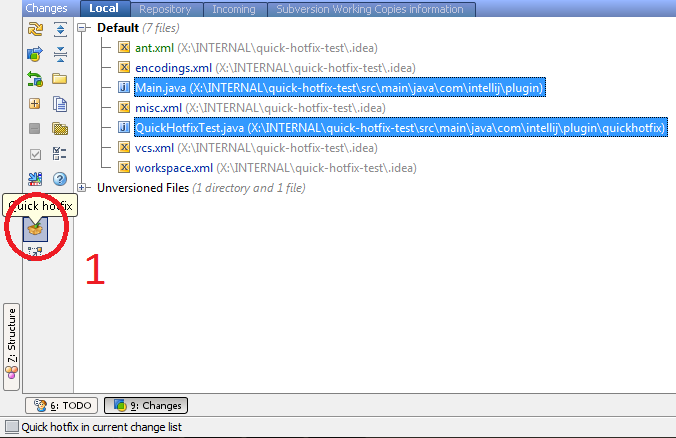 Changes
Local
Repository
Incoming
Subversion Working Copies information
Default (7 files)
ant.xml (X:\INTERNAL\quick-hotfix-test\.idea)
encodings.xml (X:\INTERNAL\quick-hotfix-test\.idea)
Main.java (X:\INTERNAL\quick-hotfix-test\src\main\java\com\intellij\plugin)
misc.xml (X:\INTERNAL\quick-hotfix-test\.idea)
QuickHotfixTest.java (X:\INTERNAL\quick-hotfix-test\src\main\java\com\intellij\plugin\quickhotfix)
vcs.xml (X:\INTERNAL\quick-hotfix-test\.idea)
workspace.xml (X:\INTERNAL\quick-hotfix-test\.idea)
Unversioned Files (1 directory and 1 file)
Quick hotfix
1
7: Structure
6: TODO
9: Changes
Quick hotfix in current change list